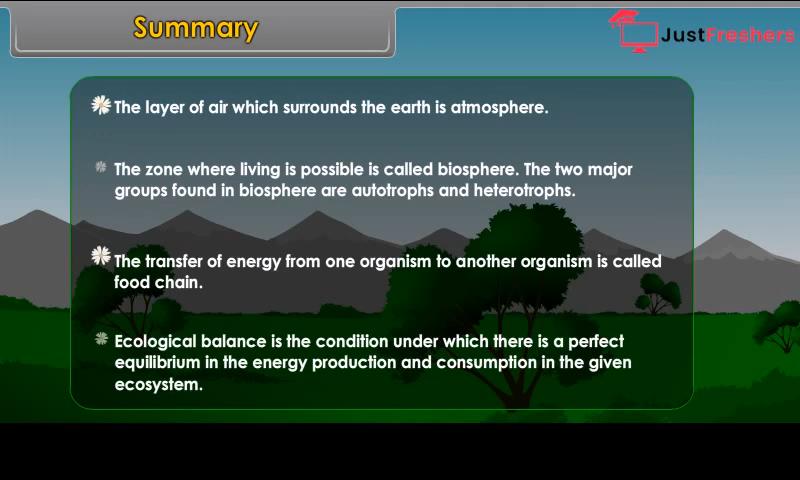 Summary
JustFreshers
The layer of air which surrounds the earth is atmosphere.
The zone where living is possible is called biosphere. The two major
groups found in biosphere are autotrophs and heterotrophs.
The transfer of energy from one organism to another organism is called
food chain.
Ecological balance is the condition under which there is a perfect
equilibrium in the energy production and consumption in the given
ecosystem.